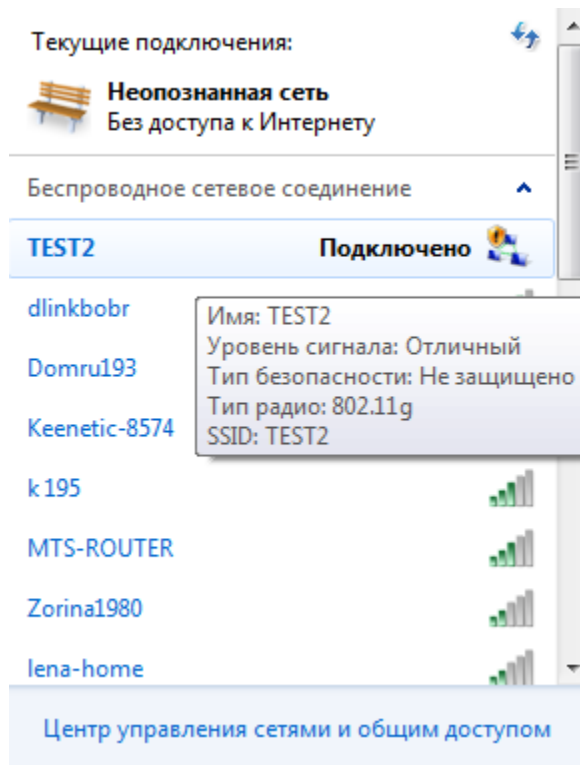 Текущие подключения:
Неопознанная сеть
Без доступа к Интернету
Беспроводное сетевое соединение
TEST2 Подключено
dlinkbobr
Имя: TEST2
Уровень сигнала: Отличный
Domru193
Тип безопасности: Не защищено
Тип радио: 802.11g
Keenetic-8574
SSID: TEST2
k195
MTS-ROUTER
Zorina1980
lena-home
Центр управления сетями и общим доступом